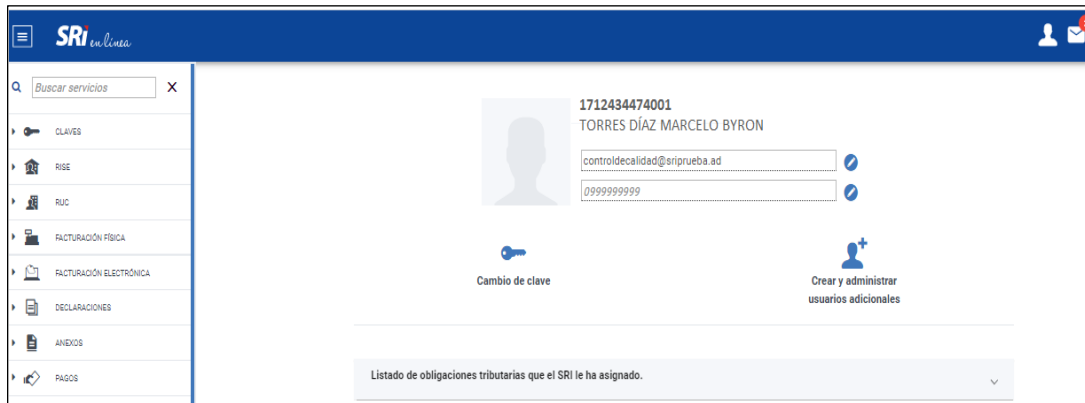 SRi en línea
Buscar servicios X
CLAVES
RISE
RUC
FACTURACIÓN FÍSICA
FACTURACIÓN ELECTRÓNICA
DECLARACIONES
ANEXOS
PAGOS
1712434474001
TORRES DÍAZ MARCELO BYRON
controldecalidad@sriprueba.ad
0999999999
Cambio de clave
Crear y administrar
usuarios adicionales
Listado de obligaciones tributarias que el SRI le ha asignado.